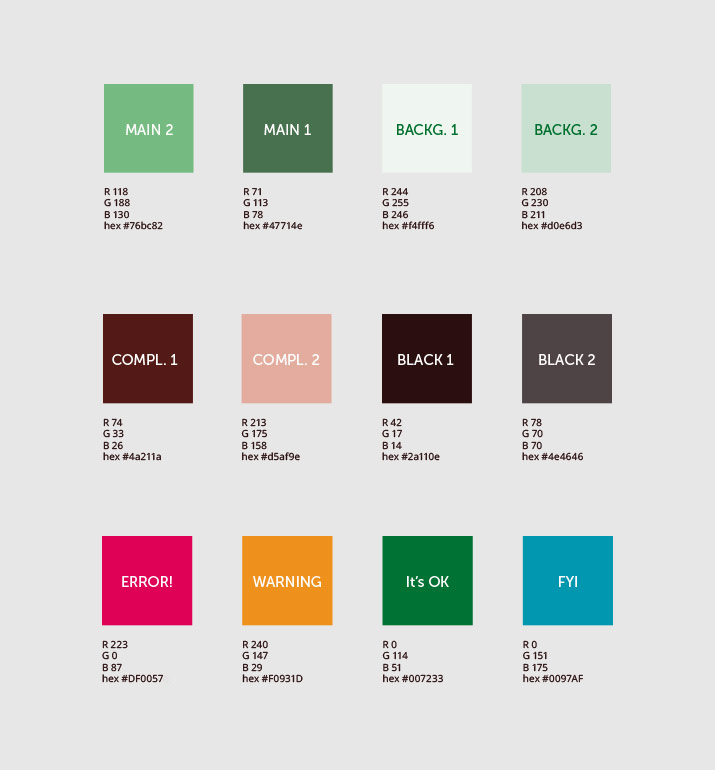 MAIN 2
MAIN 1
BACKG. 1
BACKG. 2
R 118
G 188
B 130
hex #76bc82
R 71
G 113
B 78
hex #47714e
R 244
G 255
B 246
hex #f4fff6
R 208
G 230
B 211
hex #d0e6d3
COMPL. 1
COMPL. 2
BLACK 1
BLACK 2
R 74
G 33
B 26
hex #4a211a
R 213
G 175
B 158
hex #d5af9e
R 42
G 17
B 14
hex #2a110e
R 78
G 70
B 70
hex #4e4646
ERROR!
WARNING
It's OK
FYI
R 223
G 0
B 87
hex #DF0057
R 240
G 147
B 29
hex #F0931D
R 0
G 114
B 51
hex #007233
R 0
G 151
B 175
hex #0097AF